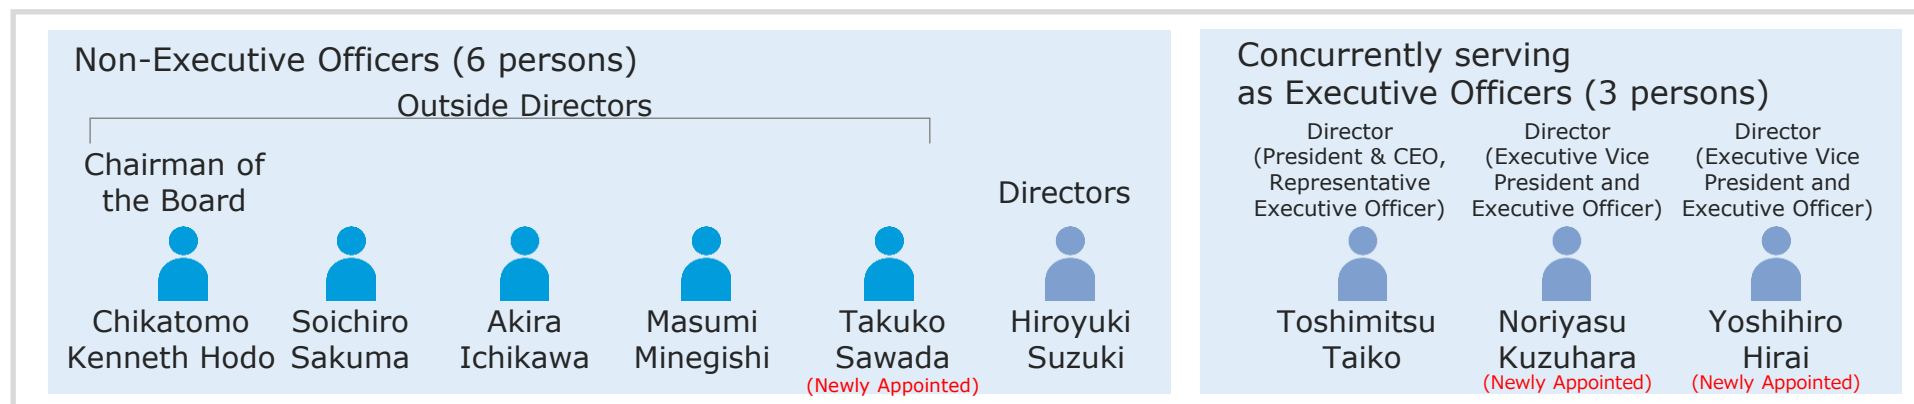 Non-Executive Officers (6 persons)
Outside Directors
Chairman of
the Board
Directors
Chikatomo
Kenneth Hodo
Soichiro
Sakuma
Akira
Ichikawa
Masumi
Minegishi
Takuko
Sawada
(Newly Appointed)
Hiroyuki
Suzuki
Concurrently serving
as Executive Officers (3 persons)
Director
(President & CEO,
Representative
Executive Officer)
Toshimitsu
Taiko
Director
(Executive Vice
President and
Executive Officer)
Noriyasu
Kuzuhara
(Newly Appointed)
Director
(Executive Vice
President and
Executive Officer)
Yoshihiro
Hirai
(Newly Appointed)